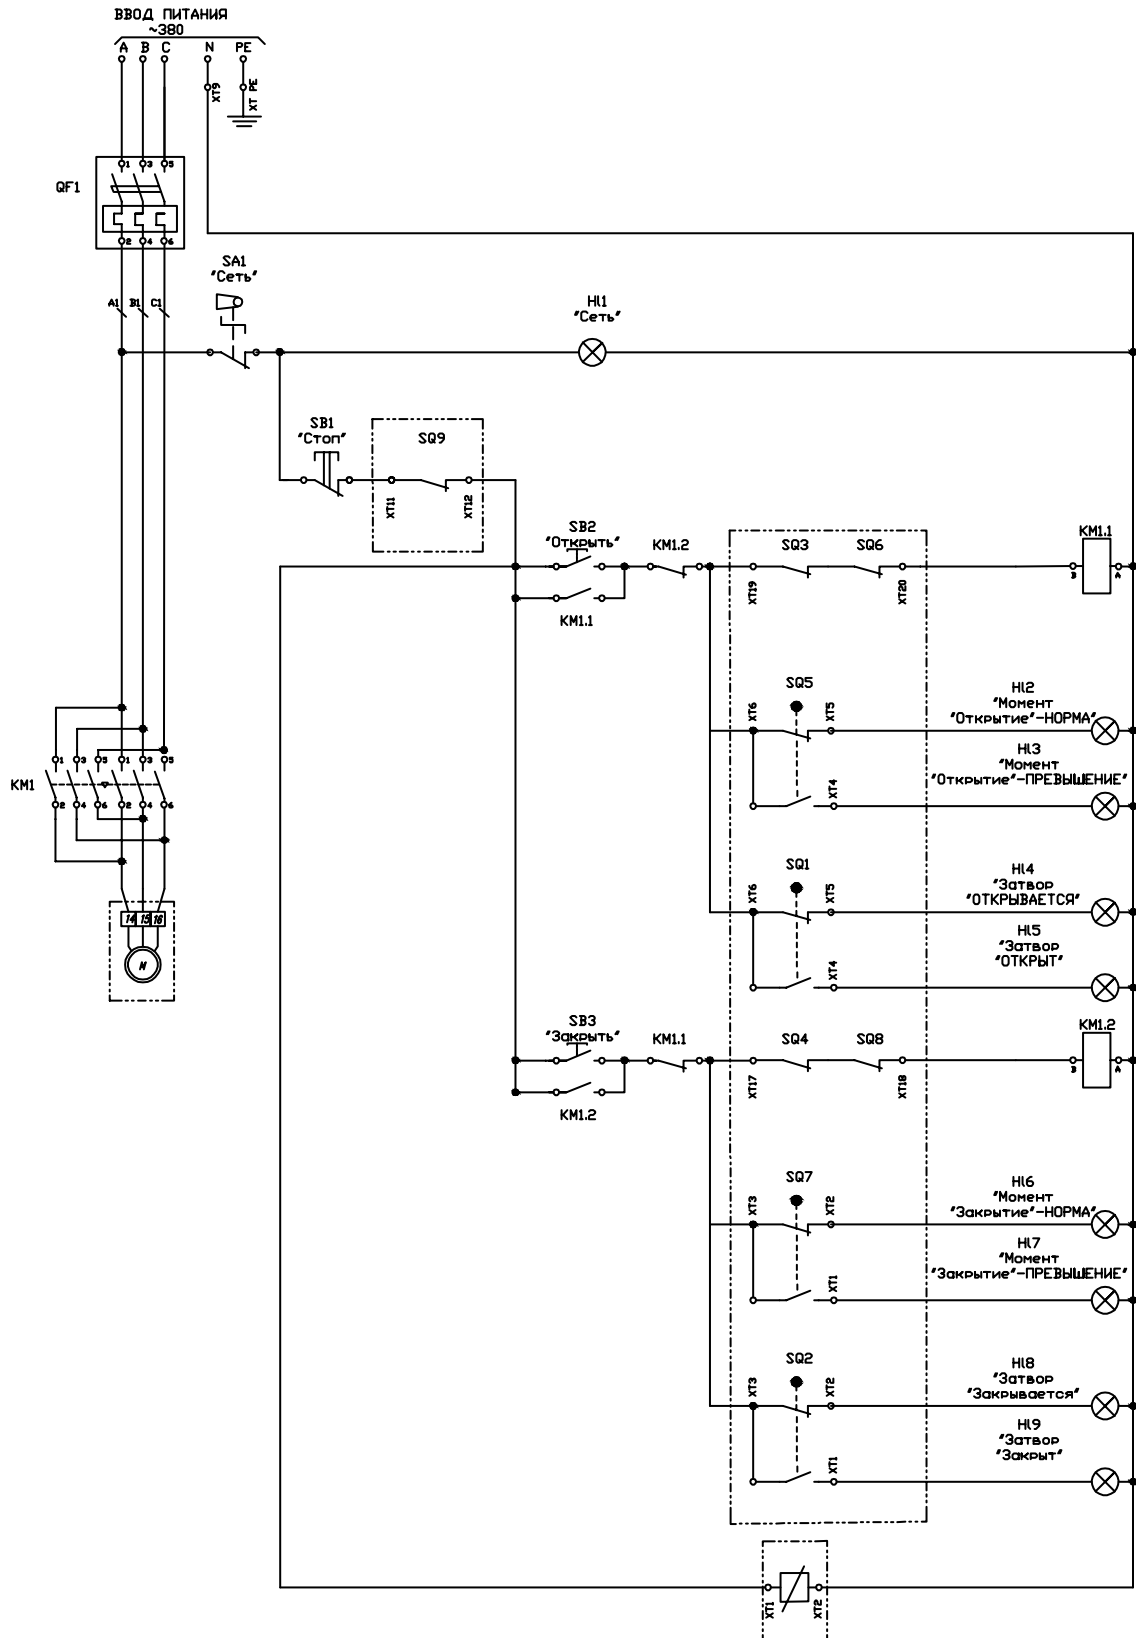 ВВОД ПИТАНИЯ
~380
A B C N PE
XT9
XT PE
QF1
1 3 5
2 4 6
SA1
"Сеть"
A1 B1 C1
Hl1
"Сеть"
SB1
"Стоп"
SQ9
XT11
XT12
SB2
"Открыть"
KM1.2
SQ3
SQ6
KM1.1
XT19
XT20
B
A
KM1.1
SQ5
XT6
XT5
Hl2
"Момент
"Открытие"-НОРМА"
Hl3
"Момент
"Открытие"-ПРЕВЫШЕНИЕ"
XT4
KM1
1 3 5 1 3 5
2 4 6 2 4 6
SQ1
XT6
XT5
Hl4
"Затвор
"ОТКРЫВАЕТСЯ"
Hl5
"Затвор
"ОТКРЫТ"
XT4
14 15 16
M
SB3
"Закрыть"
KM1.1
SQ4
SQ8
KM1.2
XT17
XT18
B
A
KM1.2
SQ7
XT3
XT2
Hl6
"Момент
"Закрытие"-НОРМА"
Hl7
"Момент
"Закрытие"-ПРЕВЫШЕНИЕ"
XT1
SQ2
XT3
XT2
Hl8
"Затвор
"Закрывается"
Hl9
"Затвор
"Закрыт"
XT1
XT1
XT2